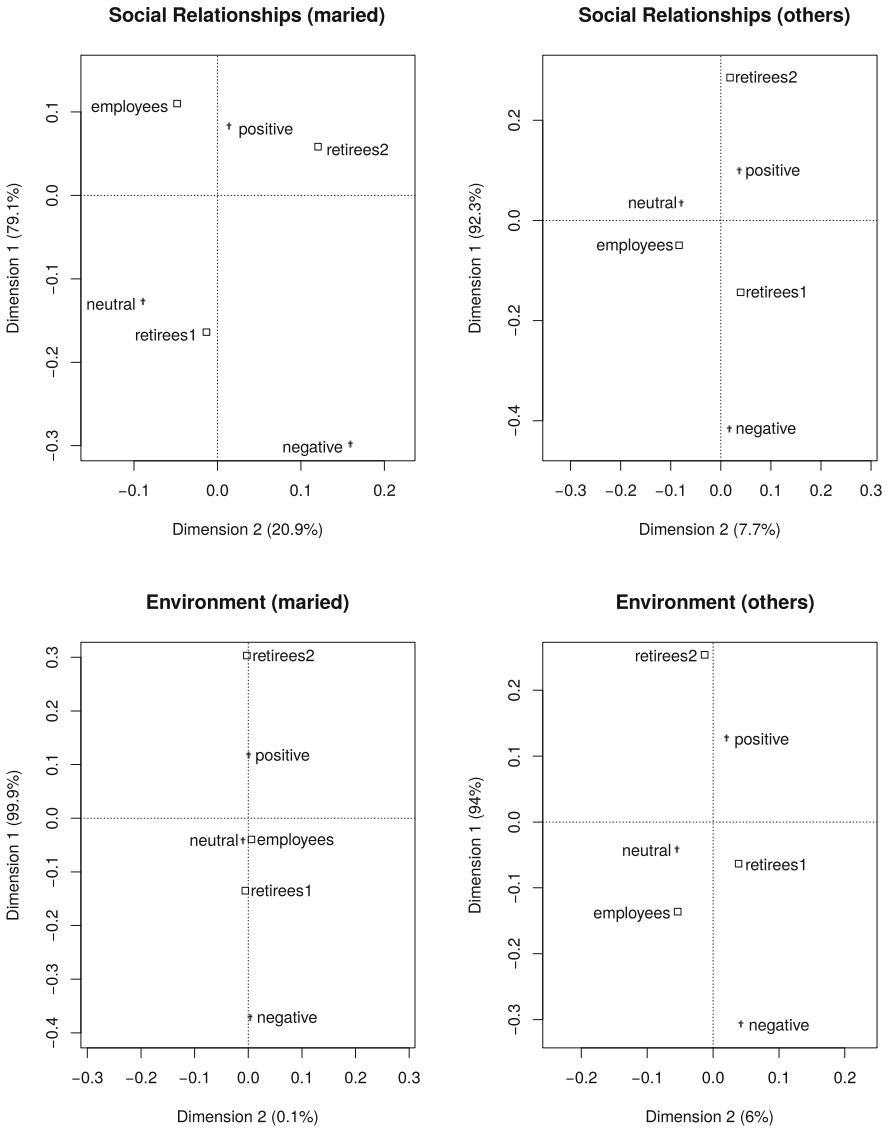 Social Relationships (maried)
Dimension 1 (79.1%)
0.1
0.0
−0.1
−0.2
−0.3
employees
positive
retirees2
neutral
retirees1
negative
−0.1 0.0 0.1 0.2
Dimension 2 (20.9%)
Social Relationships (others)
Dimension 1 (92.3%)
0.2
0.0
−0.2
−0.4
retirees2
positive
neutral
employees
retirees1
negative
−0.3 −0.2 −0.1 0.0 0.1 0.2 0.3
Dimension 2 (7.7%)
Environment (maried)
Dimension 1 (99.9%)
0.3
0.2
0.1
0.0
−0.1
−0.2
−0.3
−0.4
retirees2
positive
neutral employees
retirees1
negative
−0.3 −0.2 −0.1 0.0 0.1 0.2 0.3
Dimension 2 (0.1%)
Environment (others)
Dimension 1 (94%)
0.2
0.1
0.0
−0.1
−0.2
−0.3
retirees2
positive
neutral
retirees1
employees
negative
−0.2 −0.1 0.0 0.1 0.2
Dimension 2 (6%)